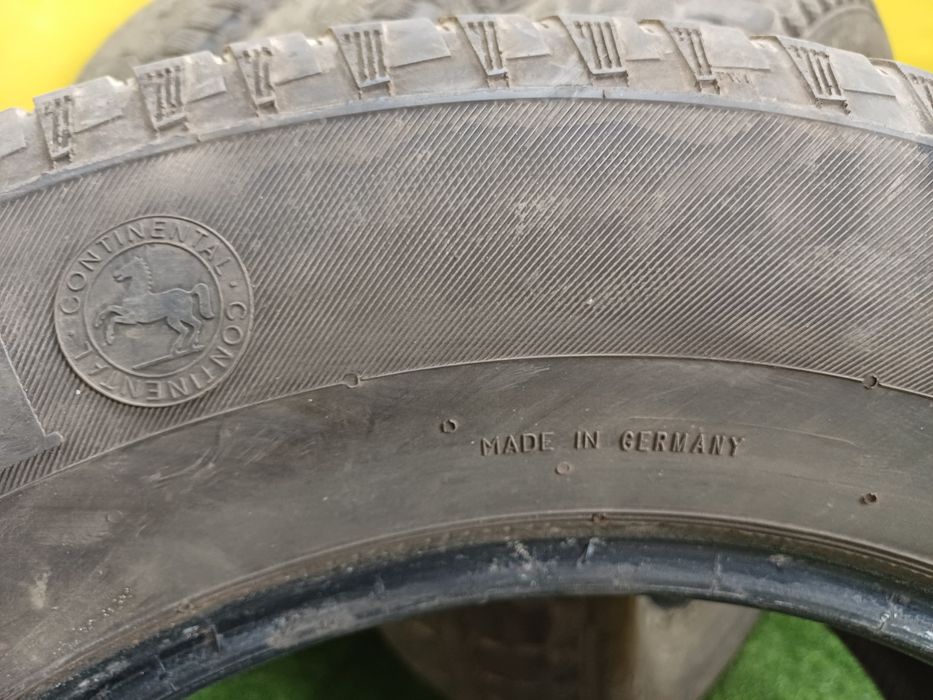 CONTINENTAL · CONTINENTAL ·
MADE IN GERMANY